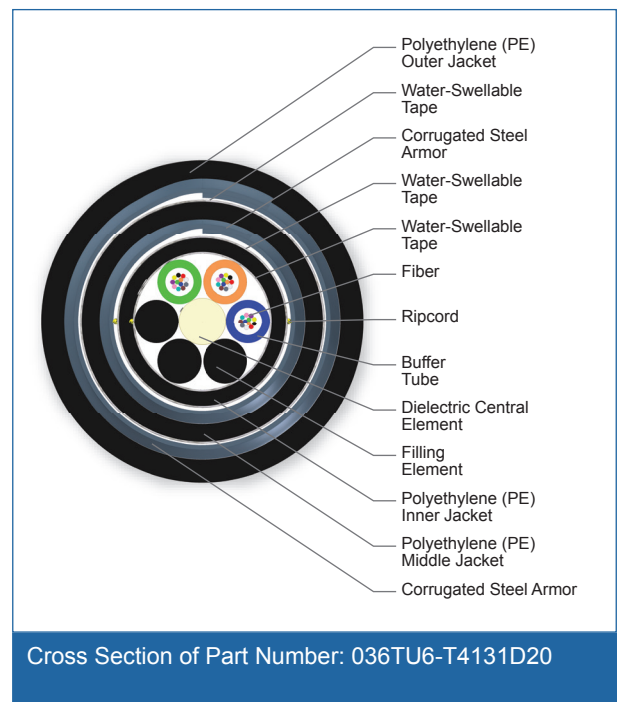 Polyethylene (PE)
Outer Jacket
Water-Swellable
Tape
Corrugated Steel
Armor
Water-Swellable
Tape
Water-Swellable
Tape
Fiber
Ripcord
Buffer
Tube
Dielectric Central
Element
Filling
Element
Polyethylene (PE)
Inner Jacket
Polyethylene (PE)
Middle Jacket
Corrugated Steel Armor
Cross Section of Part Number: 036TU6-T4131D20